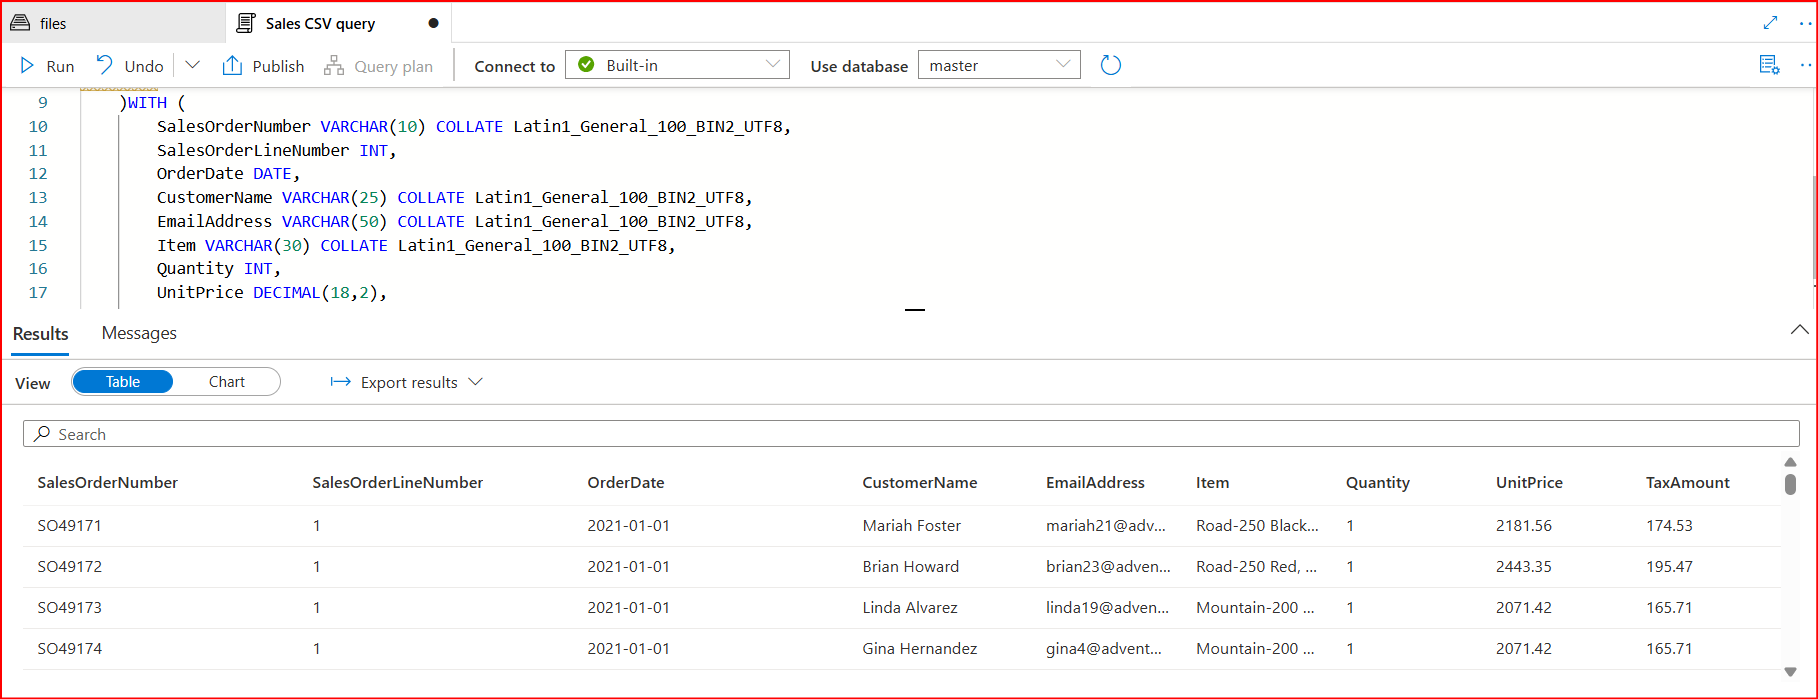 files
Sales CSV query
Run Undo Publish Query plan Connect to Built-in Use database master
9 )WITH (
10 SalesOrderNumber VARCHAR(10) COLLATE Latin1_General_100_BIN2_UTF8,
11 SalesOrderLineNumber INT,
12 OrderDate DATE,
13 CustomerName VARCHAR(25) COLLATE Latin1_General_100_BIN2_UTF8,
14 EmailAddress VARCHAR(50) COLLATE Latin1_General_100_BIN2_UTF8,
15 Item VARCHAR(30) COLLATE Latin1_General_100_BIN2_UTF8,
16 Quantity INT,
17 UnitPrice DECIMAL(18,2),
Results Messages
View Table Chart Export results
Search
SalesOrderNumber SalesOrderLineNumber OrderDate CustomerName EmailAddress Item Quantity UnitPrice TaxAmount
SO49171 1 2021-01-01 Mariah Foster mariah21@adv... Road-250 Black... 1 2181.56 174.53
SO49172 1 2021-01-01 Brian Howard brian23@adven... Road-250 Red, ... 1 2443.35 195.47
SO49173 1 2021-01-01 Linda Alvarez linda19@adven... Mountain-200 ... 1 2071.42 165.71
SO49174 1 2021-01-01 Gina Hernandez gina4@advent... Mountain-200 ... 1 2071.42 165.71